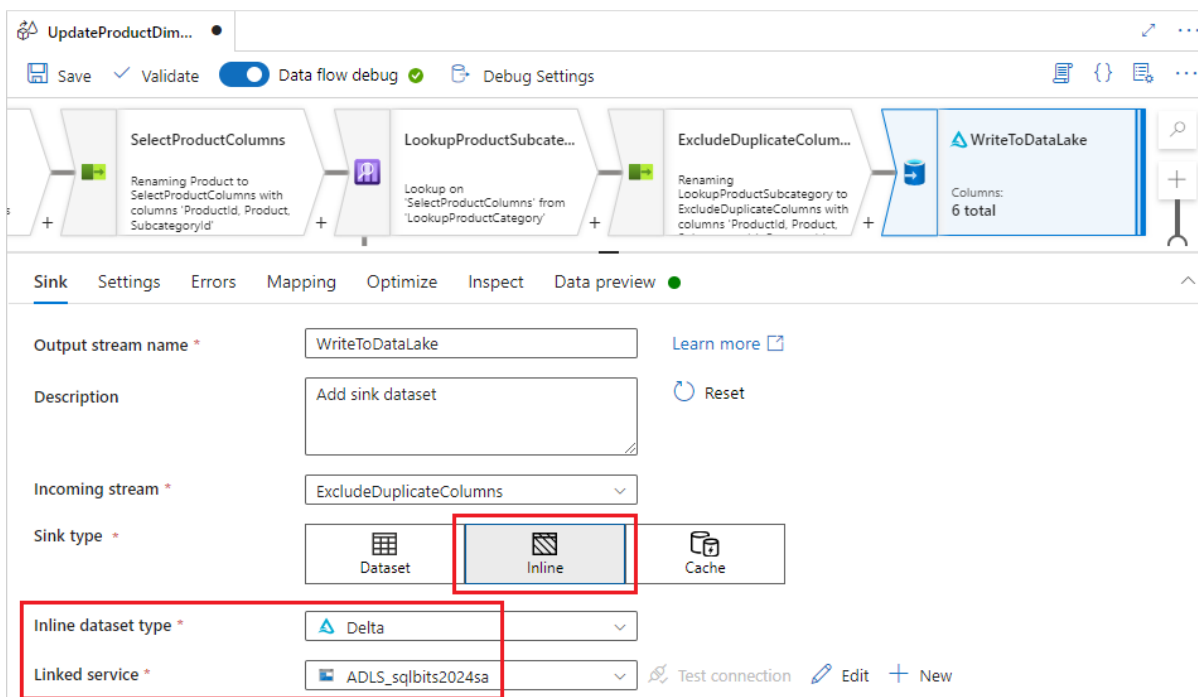 UpdateProductDim...
Save Validate Data flow debug Debug Settings
SelectProductColumns
Renaming Product to
SelectProductColumns with
columns 'ProductId, Product,
SubcategoryId'
LookupProductSubcate...
Lookup on
'SelectProductColumns' from
'LookupProductCategory'
ExcludeDuplicateColum...
Renaming
LookupProductSubcategory to
ExcludeDuplicateColumns with
columns 'ProductId, Product,
WriteToDataLake
Columns:
6 total
Sink Settings Errors Mapping Optimize Inspect Data preview
Output stream name * WriteToDataLake Learn more
Description Add sink dataset Reset
Incoming stream * ExcludeDuplicateColumns
Sink type * Dataset Inline Cache
Inline dataset type * Delta
Linked service * ADLS_sqlbits2024sa Test connection Edit New